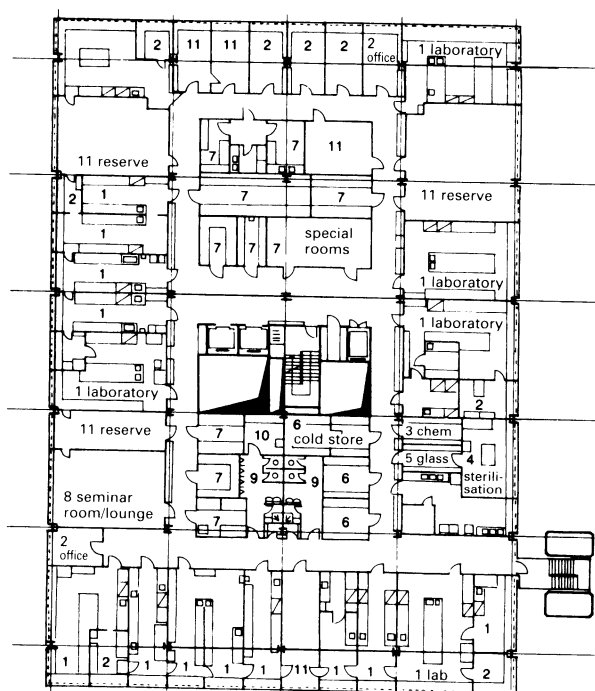 2
11
11
2
2
2
2
office
1 laboratory
7
7
11
11 reserve
2
1
7
7
11 reserve
1
7
7
7
special
rooms
1
1
1 laboratory
1
1 laboratory
1 laboratory
2
11 reserve
7
10
6
cold store
3 chem
7
9
9
6
5 glass
4
sterili-
sation
8 seminar
room/lounge
7
6
2
office
1
1
2
1
1
1
1
11
1
1
1 lab
2